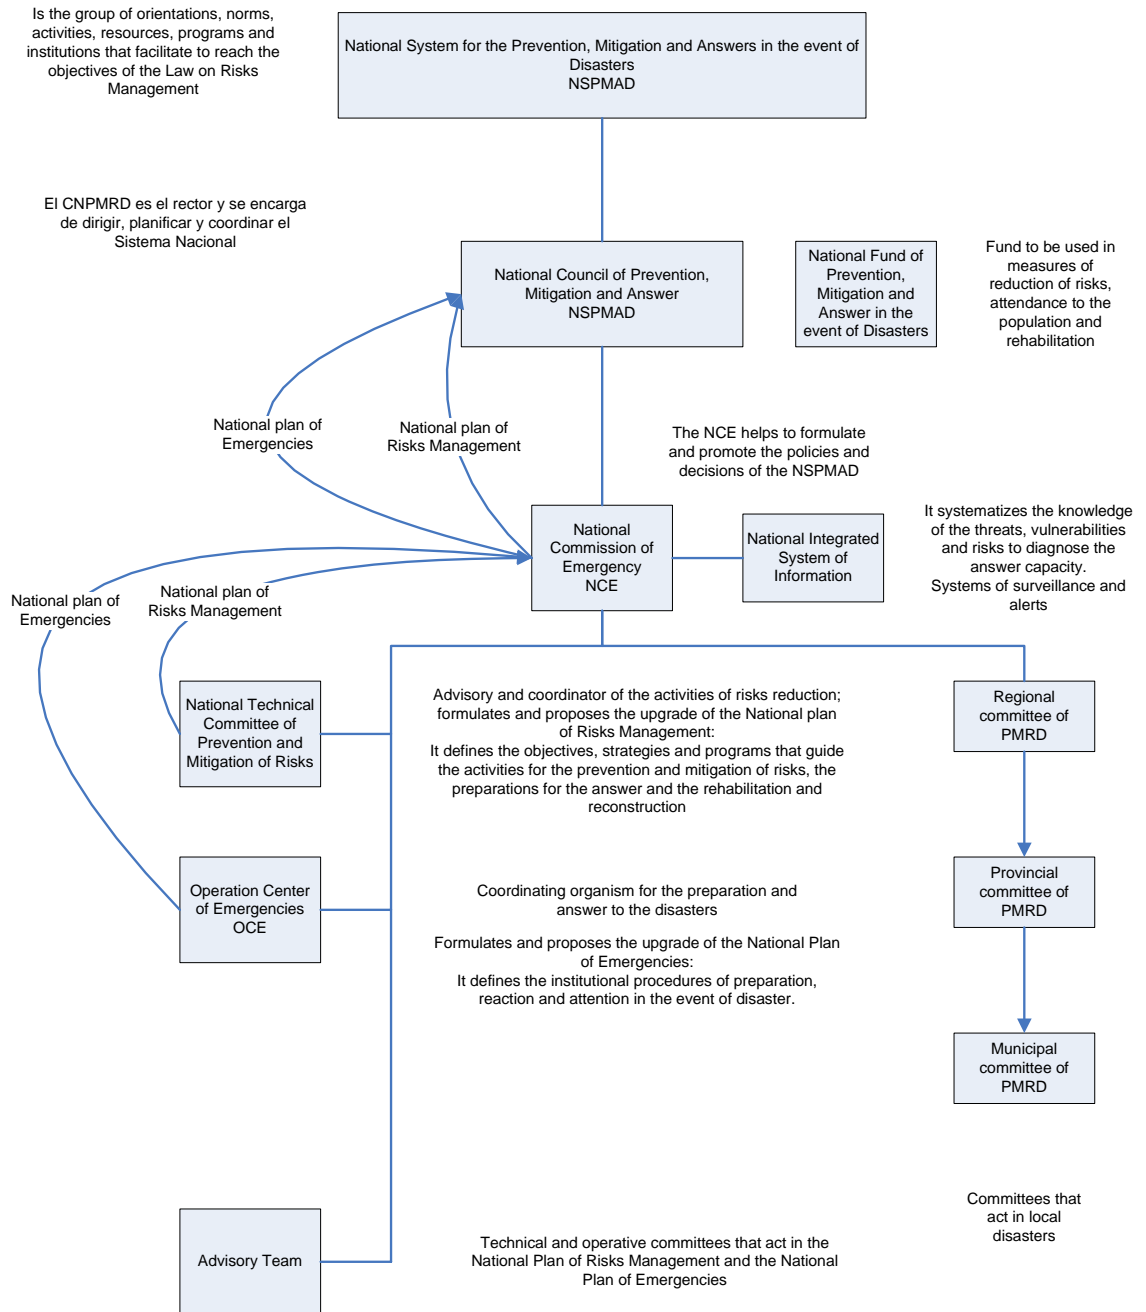 Is the group of orientations, norms,
activities, resources, programs and
institutions that facilitate to reach the
objectives of the Law on Risks
Management
National System for the Prevention, Mitigation and Answers in the event of
Disasters
NSPMAD
El CNPMRD es el rector y se encarga
de dirigir, planificar y coordinar el
Sistema Nacional
National Council of Prevention,
Mitigation and Answer
NSPMAD
National Fund of
Prevention,
Mitigation and
Answer in the
event of Disasters
Fund to be used in
measures of
reduction of risks,
attendance to the
population and
rehabilitation
National plan of
Emergencies
National plan of
Risks Management
The NCE helps to formulate
and promote the policies and
decisions of the NSPMAD
National
Commission of
Emergency
NCE
National Integrated
System of
Information
It systematizes the knowledge
of the threats, vulnerabilities
and risks to diagnose the
answer capacity.
Systems of surveillance and
alerts
National plan of
Emergencies
National plan of
Risks Management
National Technical
Committee of
Prevention and
Mitigation of Risks
Advisory and coordinator of the activities of risks reduction;
formulates and proposes the upgrade of the National plan
of Risks Management:
It defines the objectives, strategies and programs that guide
the activities for the prevention and mitigation of risks, the
preparations for the answer and the rehabilitation and
reconstruction
Regional
committee of
PMRD
Operation Center
of Emergencies
OCE
Coordinating organism for the preparation and
answer to the disasters
Formulates and proposes the upgrade of the National Plan
of Emergencies:
It defines the institutional procedures of preparation,
reaction and attention in the event of disaster.
Provincial
committee of
PMRD
Municipal
committee of
PMRD
Committees that
act in local
disasters
Advisory Team
Technical and operative committees that act in the
National Plan of Risks Management and the National
Plan of Emergencies